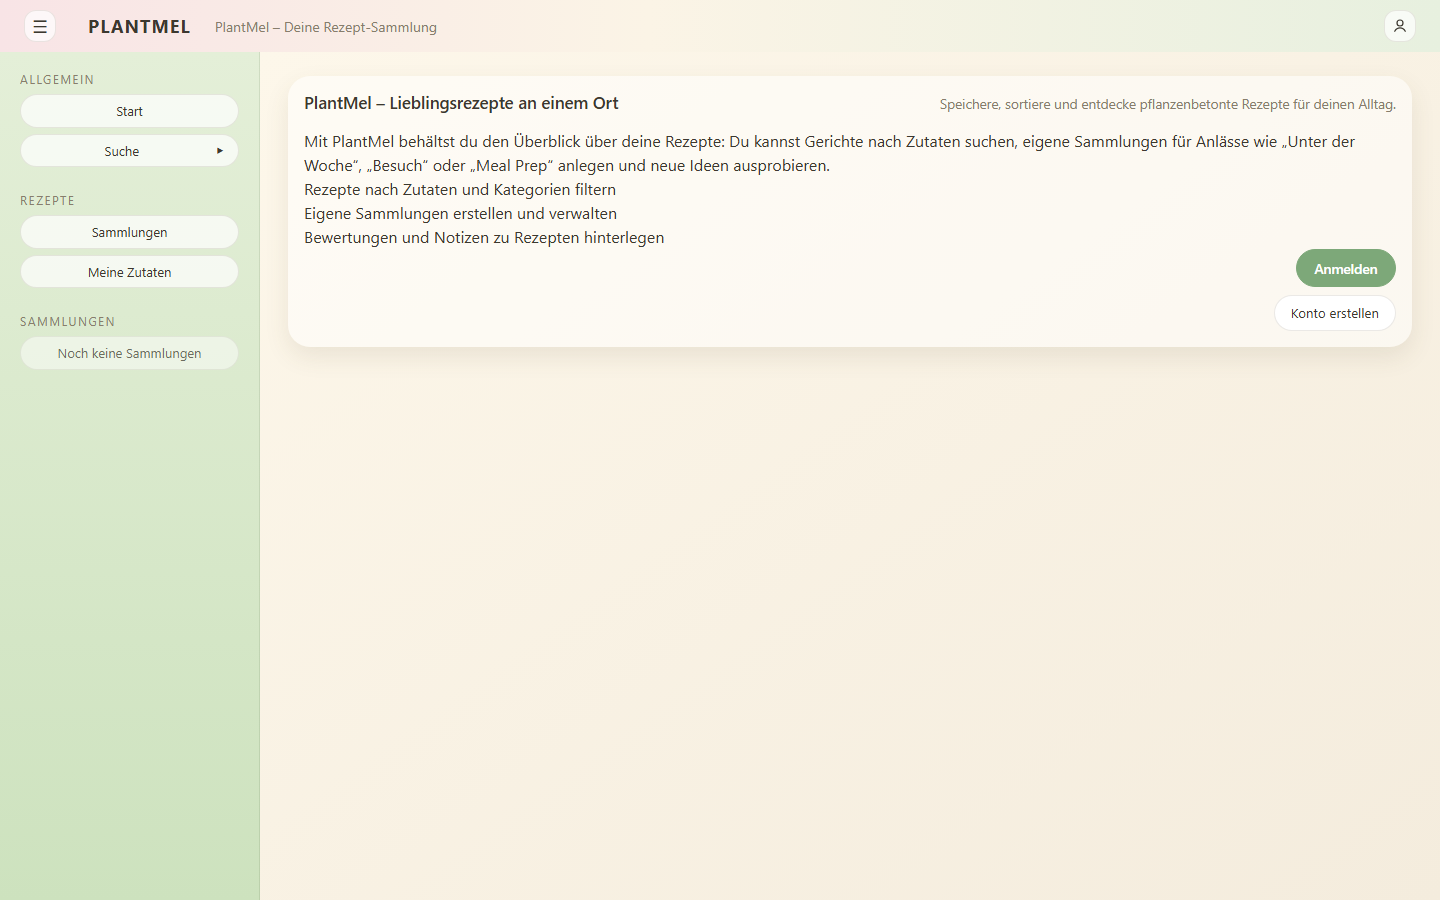 PLANTMEL
PlantMel – Deine Rezept-Sammlung
ALLGEMEIN
Start
Suche
REZEPTE
Sammlungen
Meine Zutaten
SAMMLUNGEN
Noch keine Sammlungen
PlantMel – Lieblingsrezepte an einem Ort
Speichere, sortiere und entdecke pflanzenbetonte Rezepte für deinen Alltag.
Mit PlantMel behältst du den Überblick über deine Rezepte: Du kannst Gerichte nach Zutaten suchen, eigene Sammlungen für Anlässe wie „Unter der
Woche“, „Besuch“ oder „Meal Prep“ anlegen und neue Ideen ausprobieren.
Rezepte nach Zutaten und Kategorien filtern
Eigene Sammlungen erstellen und verwalten
Bewertungen und Notizen zu Rezepten hinterlegen
Anmelden
Konto erstellen